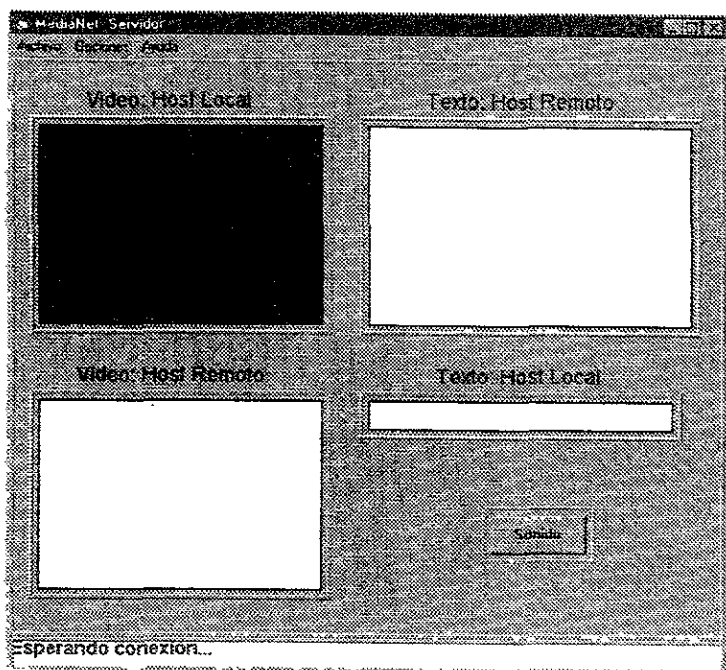 MediaNet Servidor
Archivo Opciones Ayuda
Video: Host Local
Texto: Host Remoto
Video: Host Remoto
Texto: Host Local
Sonido
Esperando conexion...